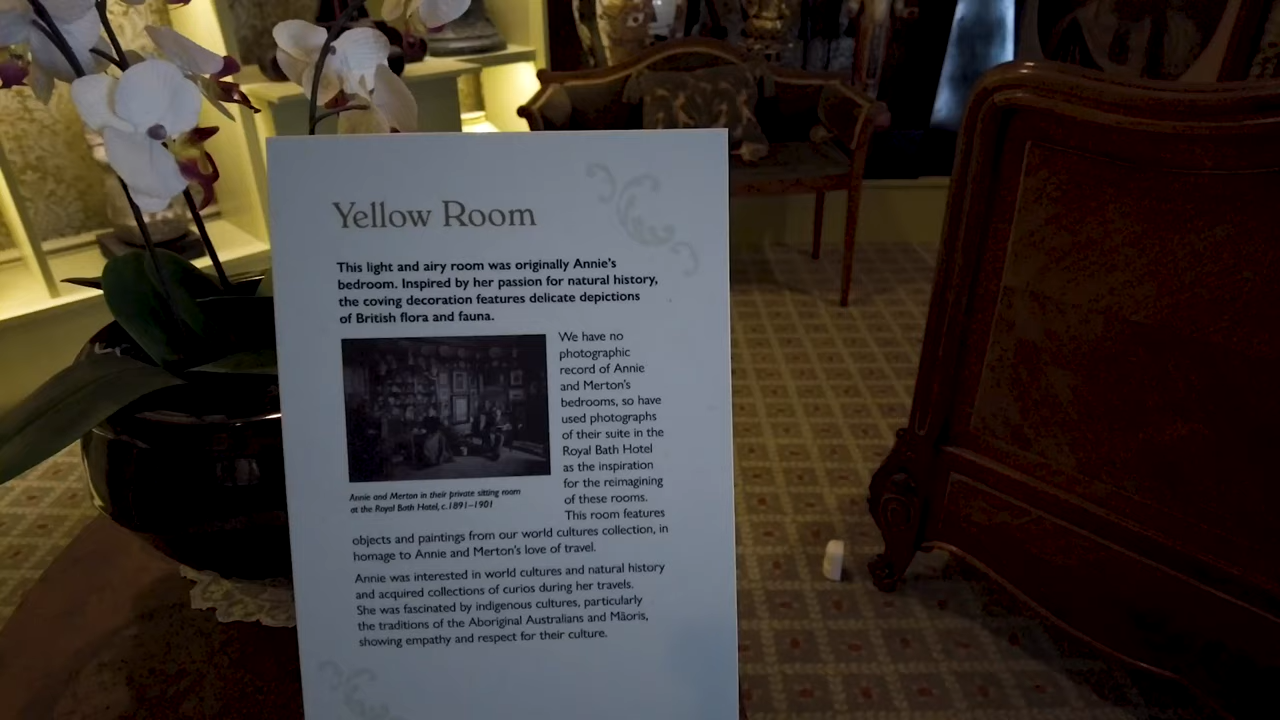 Yellow Room
This light and airy room was originally Annie's
bedroom. Inspired by her passion for natural history,
the coving decoration features delicate depictions
of British flora and fauna.
We have no
photographic
record of Annie
and Merton's
bedrooms, so have
used photographs
of their suite in the
Royal Bath Hotel
as the inspiration
for the reimagining
of these rooms.
This room features
Annie and Merton in their private sitting room
at the Royal Bath Hotel, c.1891–1901
objects and paintings from our world cultures collection, in
homage to Annie and Merton's love of travel.
Annie was interested in world cultures and natural history
and acquired collections of curios during her travels.
She was fascinated by indigenous cultures, particularly
the traditions of the Aboriginal Australians and Māoris,
showing empathy and respect for their culture.